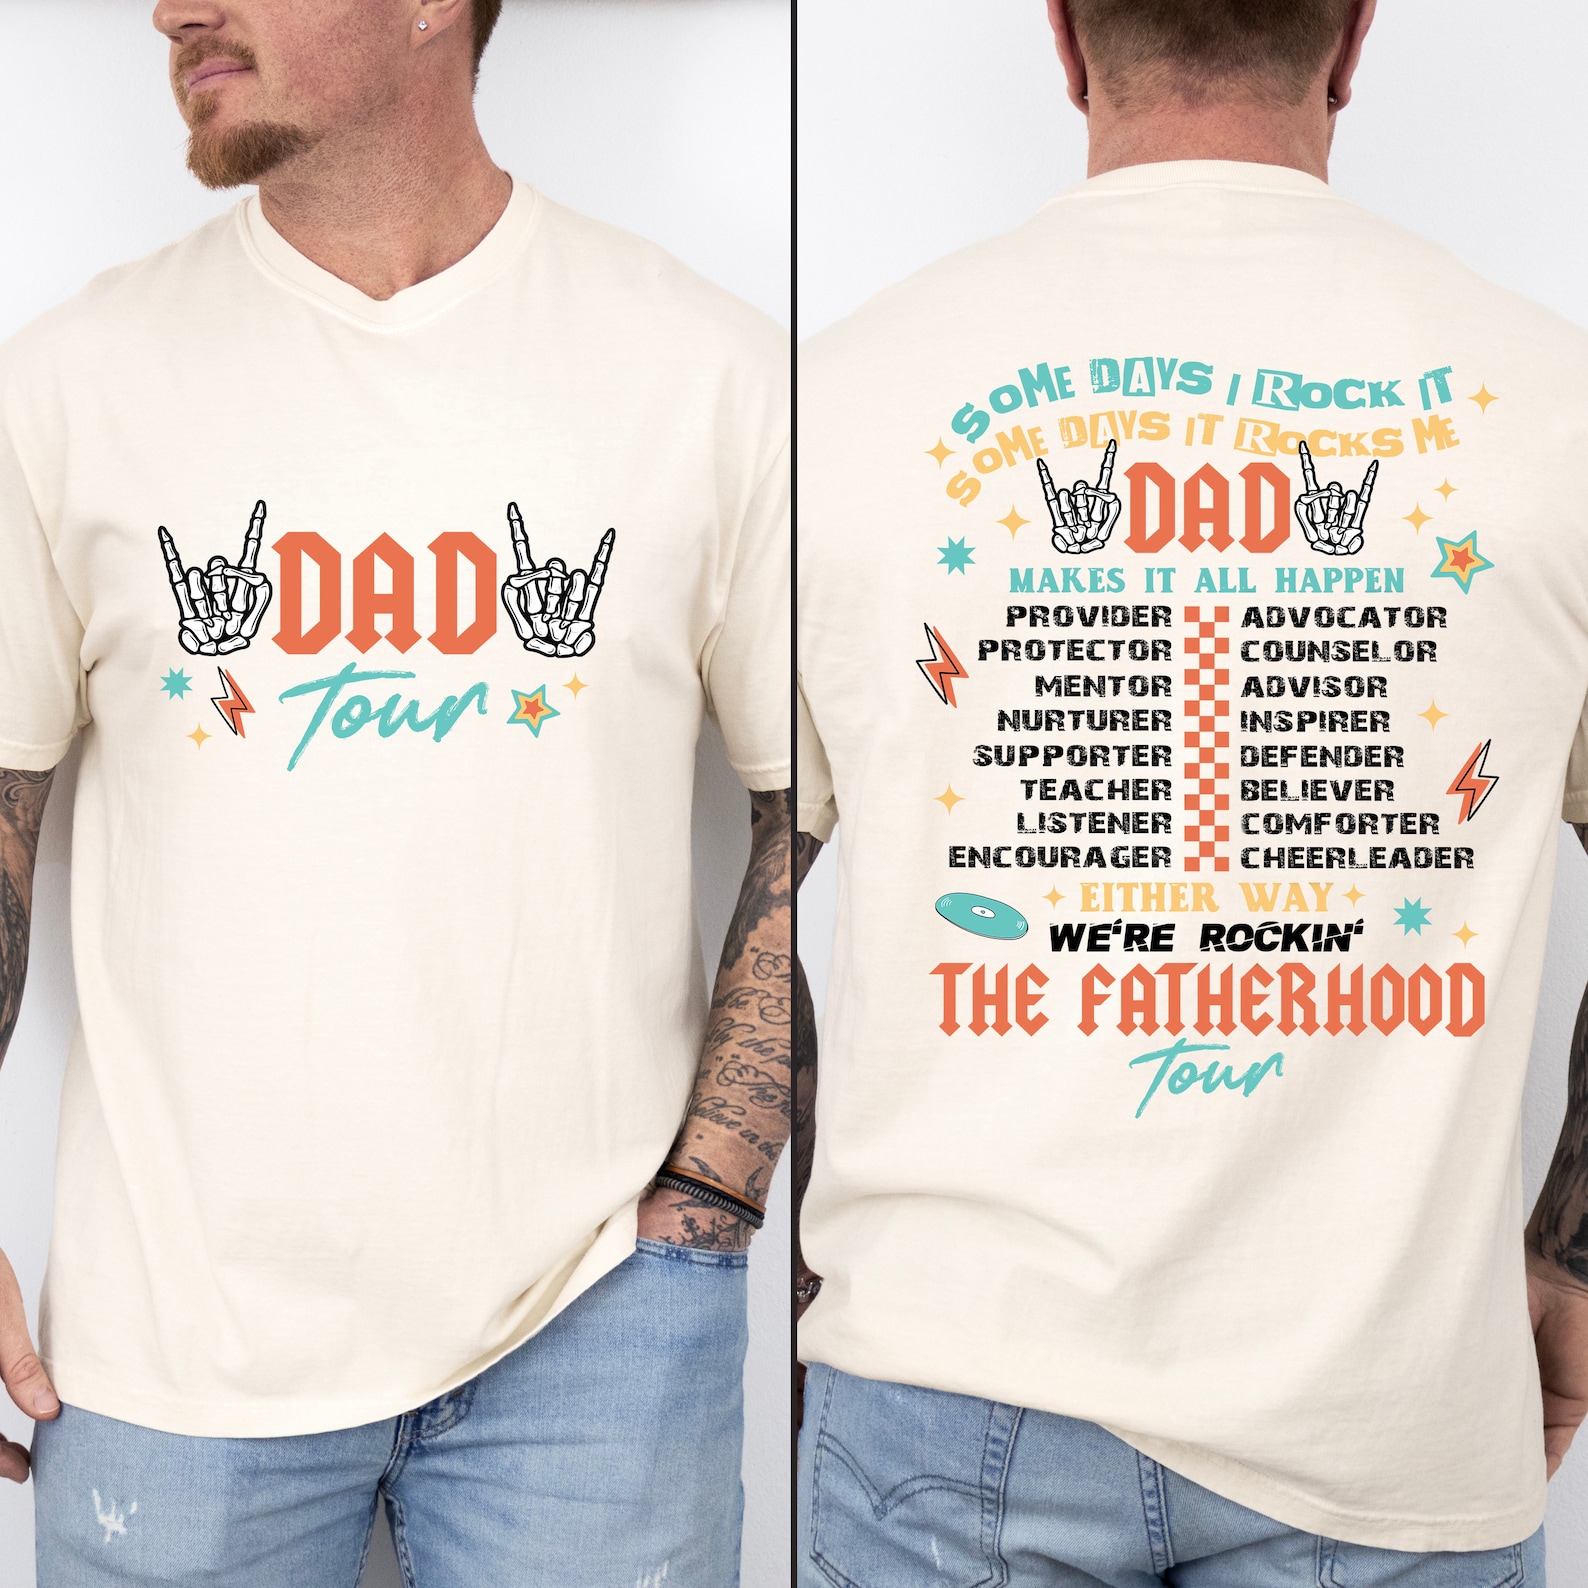 DAD
Tour
SOME DAYS I ROCK IT
SOME DAYS IT ROCKS ME
DAD
MAKES IT ALL HAPPEN
PROVIDER ADVOCATOR
PROTECTOR COUNSELOR
MENTOR ADVISOR
NURTURER INSPIRER
SUPPORTER DEFENDER
TEACHER BELIEVER
LISTENER COMFORTER
ENCOURAGER CHEERLEADER
EITHER WAY
WE'RE ROCKIN'
THE FATHERHOOD
Tour